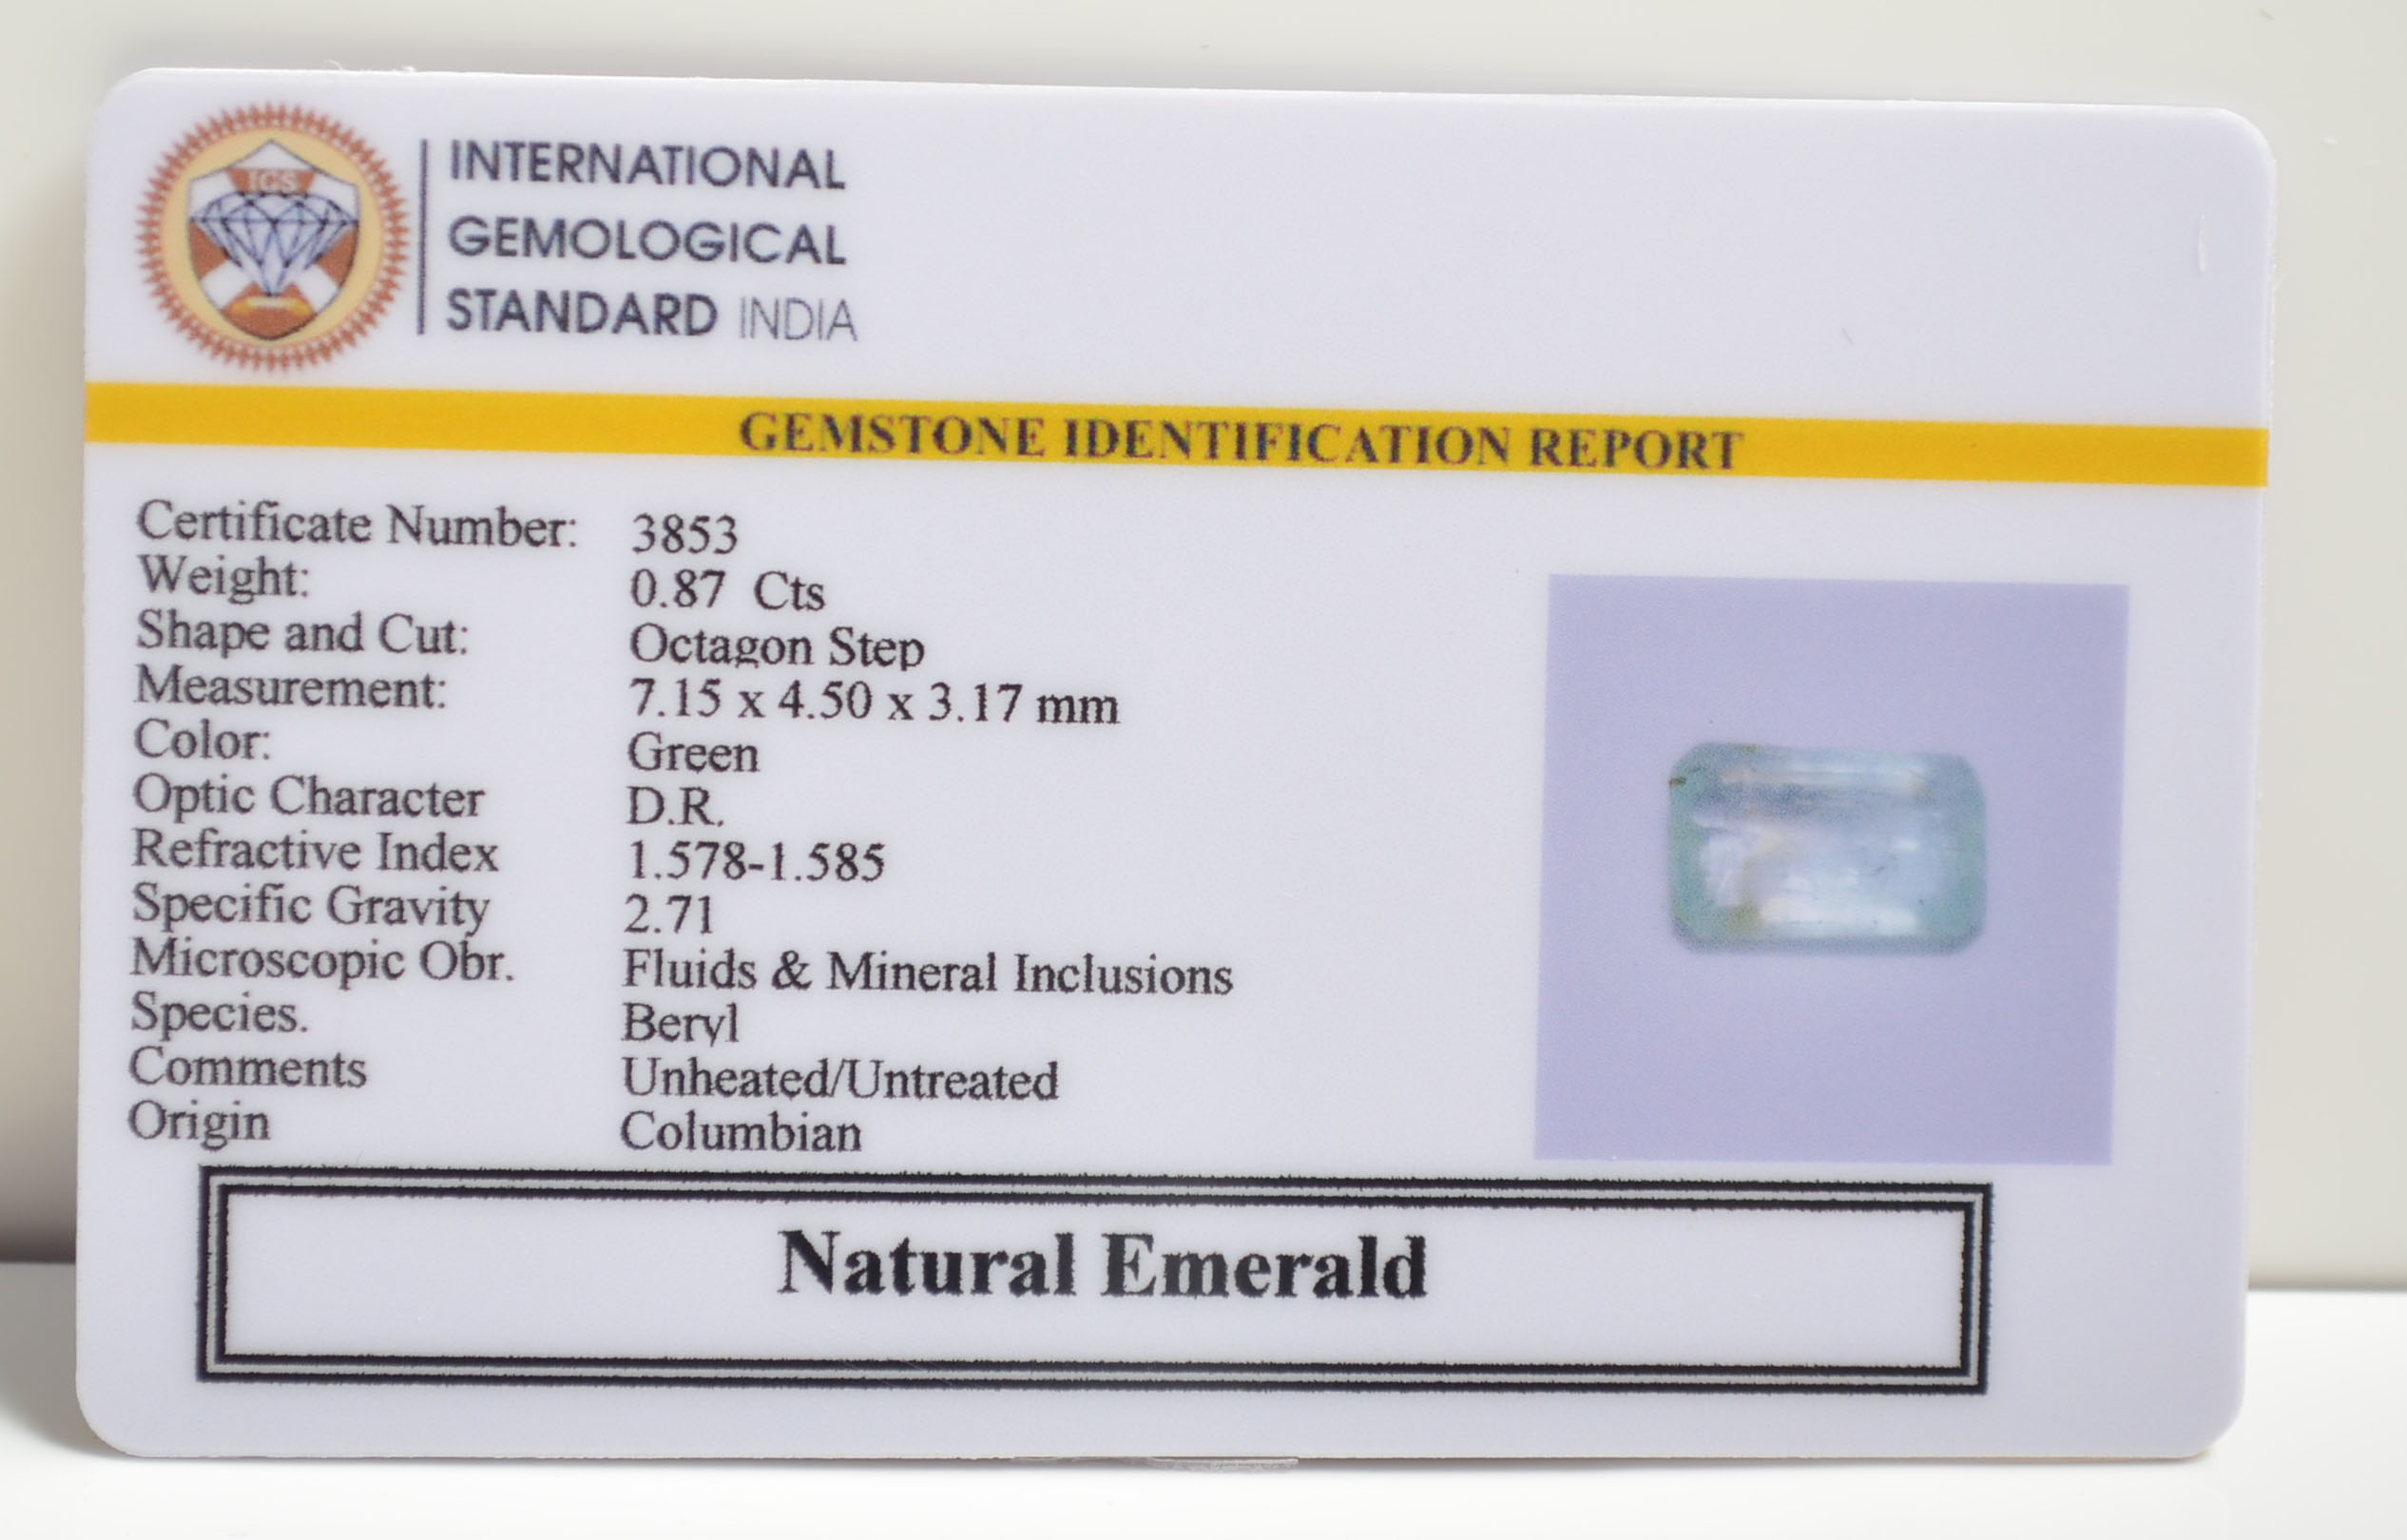 IGS
INTERNATIONAL
GEMOLOGICAL
STANDARD INDIA
GEMSTONE IDENTIFICATION REPORT
Certificate Number: 3853
Weight: 0.87 Cts
Shape and Cut: Octagon Step
Measurement: 7.15 x 4.50 x 3.17 mm
Color: Green
Optic Character D.R.
Refractive Index 1.578-1.585
Specific Gravity 2.71
Microscopic Obr. Fluids & Mineral Inclusions
Species. Beryl
Comments Unheated/Untreated
Origin Columbian
Natural Emerald